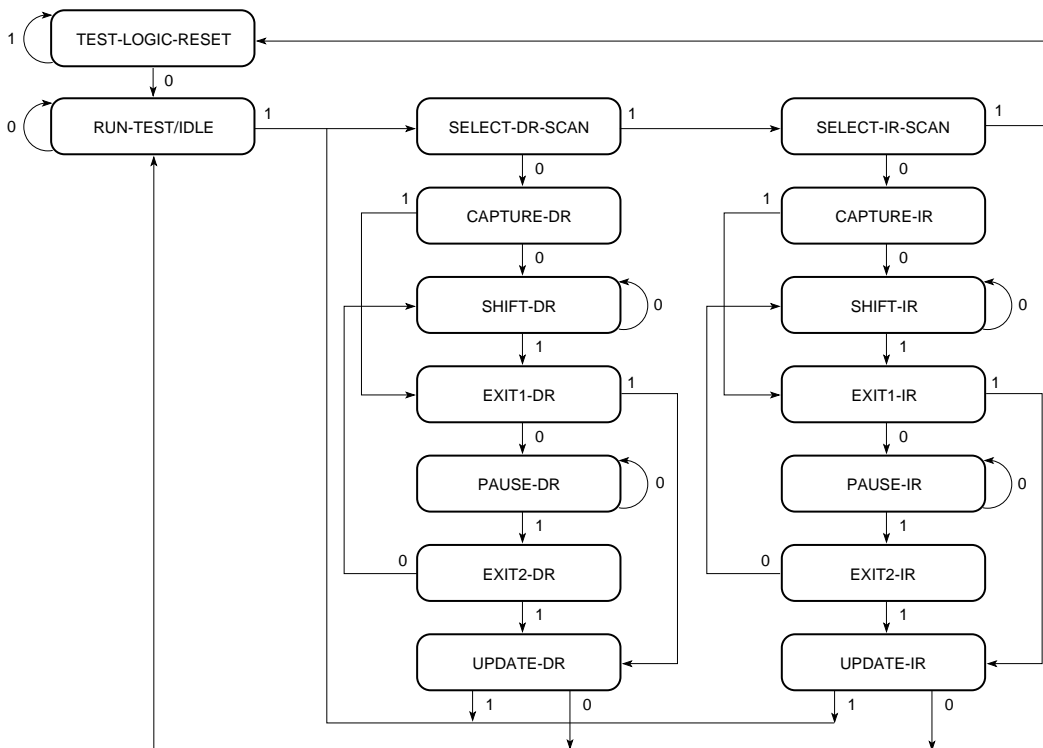 TEST-LOGIC-RESET
1
0
RUN-TEST/IDLE
0
1
SELECT-DR-SCAN
1
SELECT-IR-SCAN
1
0
0
1
CAPTURE-DR
1
CAPTURE-IR
0
0
SHIFT-DR
0
SHIFT-IR
0
1
1
EXIT1-DR
1
EXIT1-IR
1
0
0
PAUSE-DR
0
PAUSE-IR
0
1
1
0
EXIT2-DR
0
EXIT2-IR
1
1
UPDATE-DR
UPDATE-IR
1
0
1
0